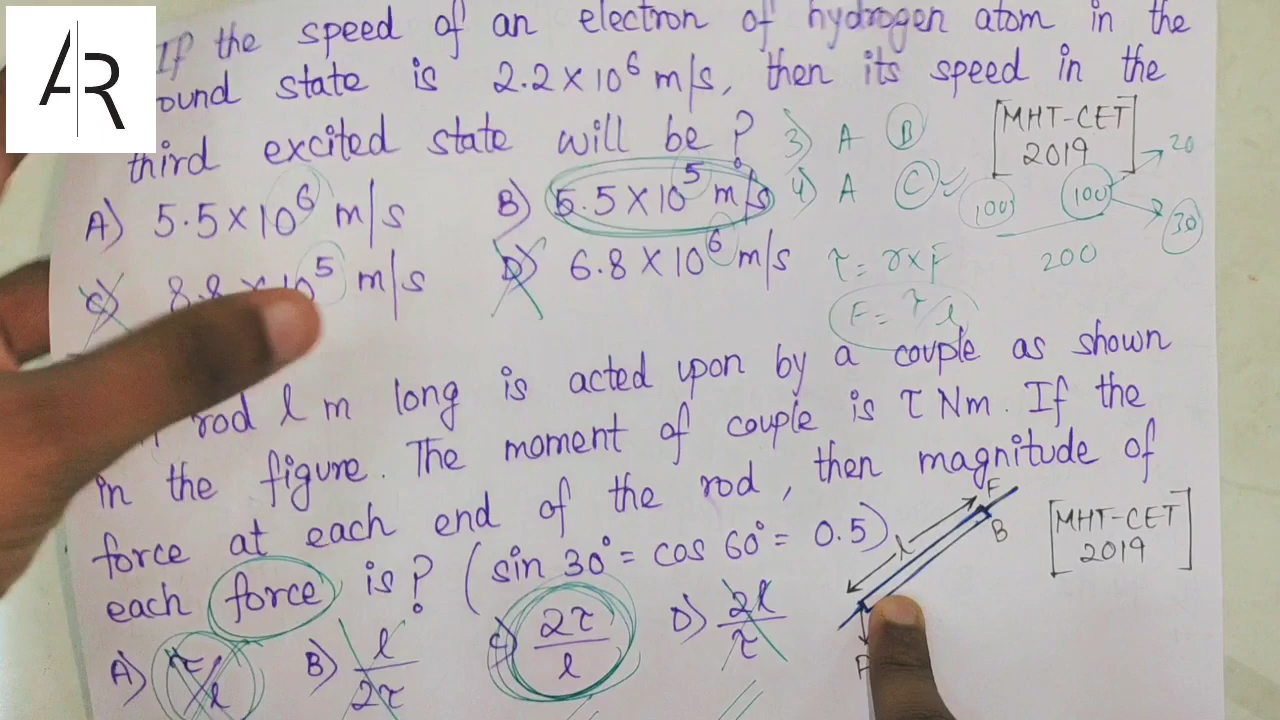 AR
If the speed of an electron of hydrogen atom in the
ound state is 2.2×10⁶ m/s, then its speed in the
third excited state will be?
[MHT-CET 2019]
3) A B
4) A C
100 100 20
30
200
A) 5.5×10⁶ m/s B) 5.5×10⁵ m/s
C) 8.8×10⁵ m/s D) 6.8×10⁶ m/s
τ = r×F
F = τ/l
rod l m long is acted upon by a couple as shown
in the figure. The moment of couple is τ Nm. If the
force at each end of the rod, then magnitude of
each force is? (sin 30° = cos 60° = 0.5)
[MHT-CET 2019]
F
l
B
A) τ/l B) l/2τ C) 2τ/l D) 2l/τ